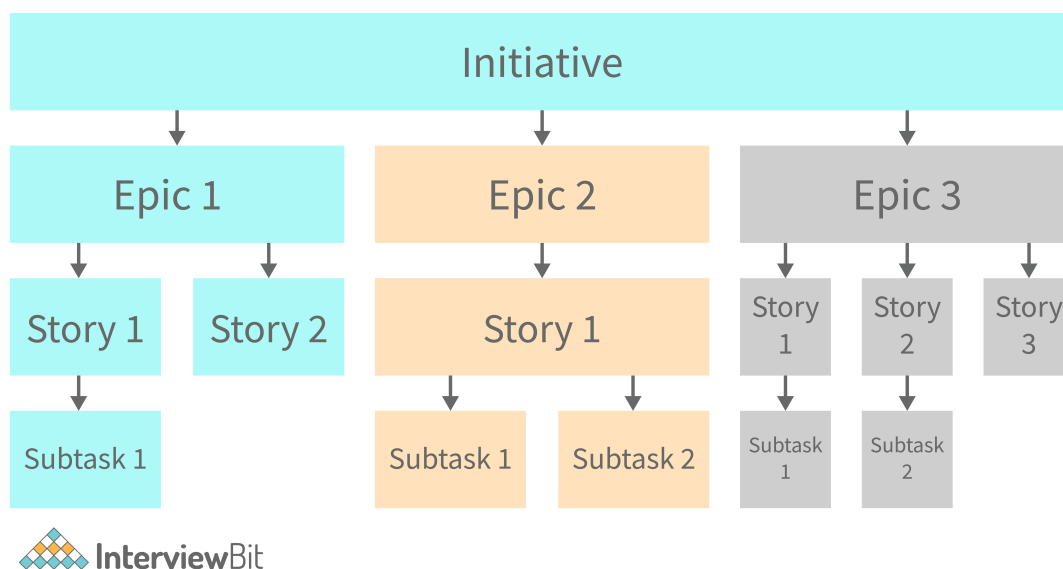 Initiative
Epic 1
Epic 2
Epic 3
Story 1
Story 2
Story 1
Story
1
Story
2
Story
3
Subtask 1
Subtask 1
Subtask 2
Subtask
1
Subtask
2
InterviewBit